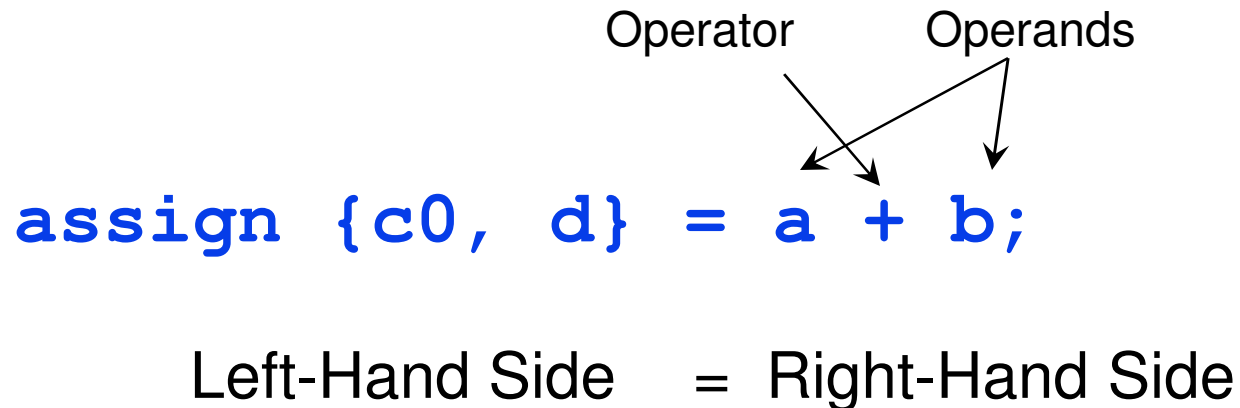 Operator Operands
assign {c0, d} = a + b;
Left-Hand Side = Right-Hand Side